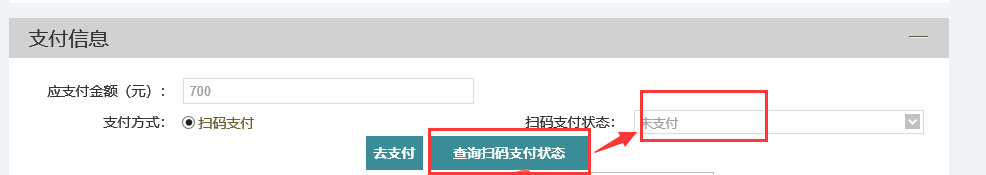 支付信息
应支付金额（元）： 700
支付方式： 扫码支付 扫码支付状态： 未支付
去支付 查询扫码支付状态